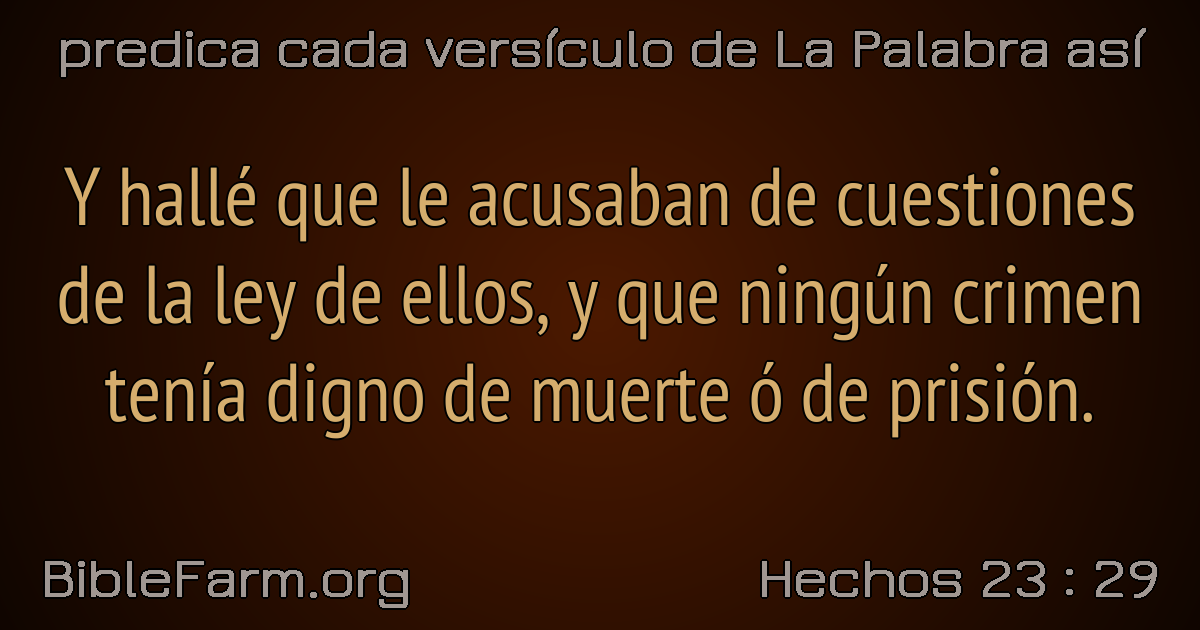 predica cada versículo de La Palabra así
Y hallé que le acusaban de cuestiones
de la ley de ellos, y que ningún crimen
tenía digno de muerte ó de prisión.
BibleFarm.org
Hechos 23 : 29